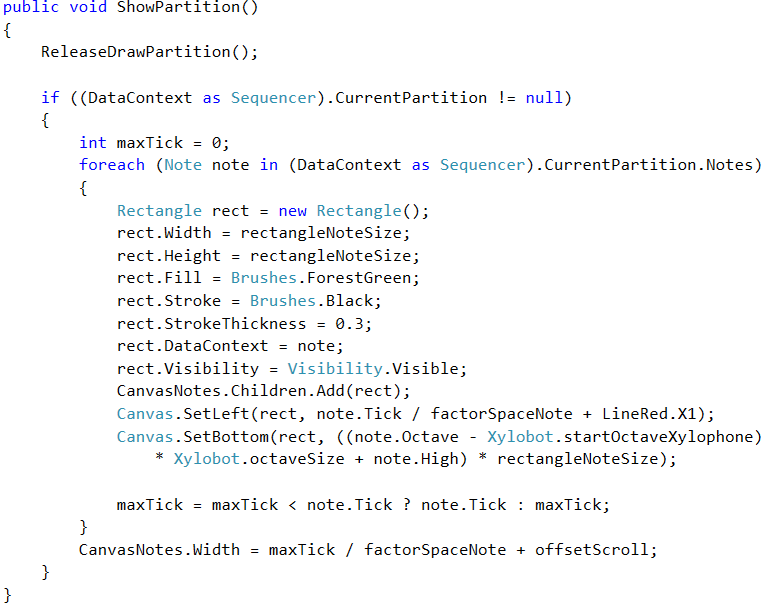 public void ShowPartition()
{
    ReleaseDrawPartition();

    if ((DataContext as Sequencer).CurrentPartition != null)
    {
        int maxTick = 0;
        foreach (Note note in (DataContext as Sequencer).CurrentPartition.Notes)
        {
            Rectangle rect = new Rectangle();
            rect.Width = rectangleNoteSize;
            rect.Height = rectangleNoteSize;
            rect.Fill = Brushes.ForestGreen;
            rect.Stroke = Brushes.Black;
            rect.StrokeThickness = 0.3;
            rect.DataContext = note;
            rect.Visibility = Visibility.Visible;
            CanvasNotes.Children.Add(rect);
            Canvas.SetLeft(rect, note.Tick / factorSpaceNote + LineRed.X1);
            Canvas.SetBottom(rect, ((note.Octave - Xylobot.startOctaveXylophone)
                * Xylobot.octaveSize + note.High) * rectangleNoteSize);

            maxTick = maxTick < note.Tick ? note.Tick : maxTick;
        }
        CanvasNotes.Width = maxTick / factorSpaceNote + offsetScroll;
    }
}